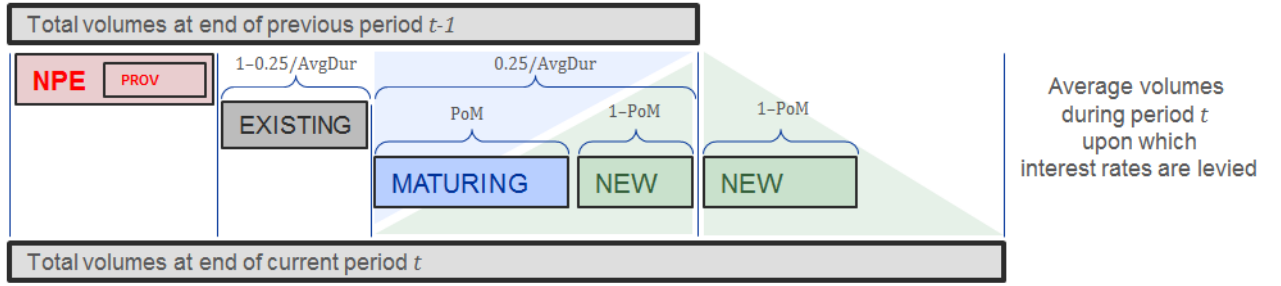 Total volumes at end of previous period t-1
NPE PROV
1–0.25/AvgDur
0.25/AvgDur
EXISTING
PoM
1–PoM
1–PoM
MATURING
NEW
NEW
Average volumes
during period t
upon which
interest rates are levied
Total volumes at end of current period t